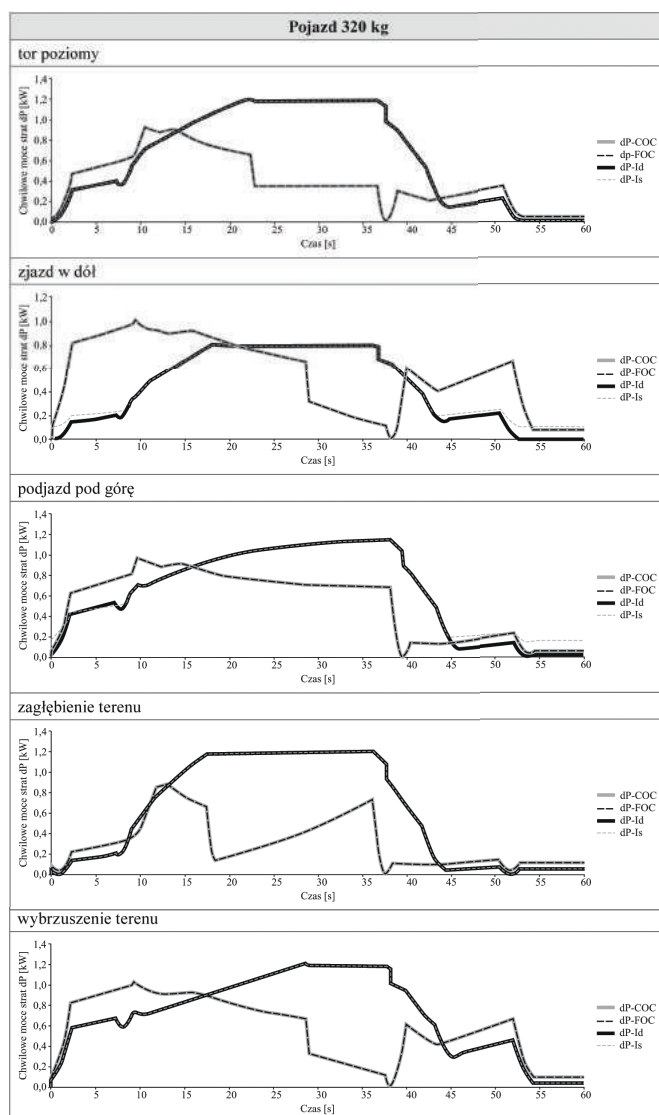 Pojazd 320 kg
tor poziomy
Chwilowe moce strat dP [kW]
1,4
1,2
1,0
0,8
0,6
0,4
0,2
0,0
0 5 10 15 20 25 30 35 40 45 50 55 60
Czas [s]
dP-COC
dp-FOC
dP-Id
dP-Is
zjazd w dół
Chwilowe moce strat dP [kW]
1,2
1,0
0,8
0,6
0,4
0,2
0,0
0 5 10 15 20 25 30 35 40 45 50 55 60
Czas [s]
dP-COC
dP-FOC
dP-Id
dP-Is
podjazd pod górę
Chwilowe moce strat dP [kW]
1,4
1,2
1,0
0,8
0,6
0,4
0,2
0,0
0 5 10 15 20 25 30 35 40 45 50 55 60
Czas [s]
dP-COC
dP-FOC
dP-Id
dP-Is
zagłębienie terenu
Chwilowe moce strat dP [kW]
1,4
1,2
1,0
0,8
0,6
0,4
0,2
0,0
0 5 10 15 20 25 30 35 40 45 50 55 60
Czas [s]
dP-COC
dP-FOC
dP-Id
dP-Is
wybrzuszenie terenu
Chwilowe moce strat dP [kW]
1,4
1,2
1,0
0,8
0,6
0,4
0,2
0,0
0 5 10 15 20 25 30 35 40 45 50 55 60
Czas [s]
dP-COC
dP-FOC
dP-Id
dP-Is